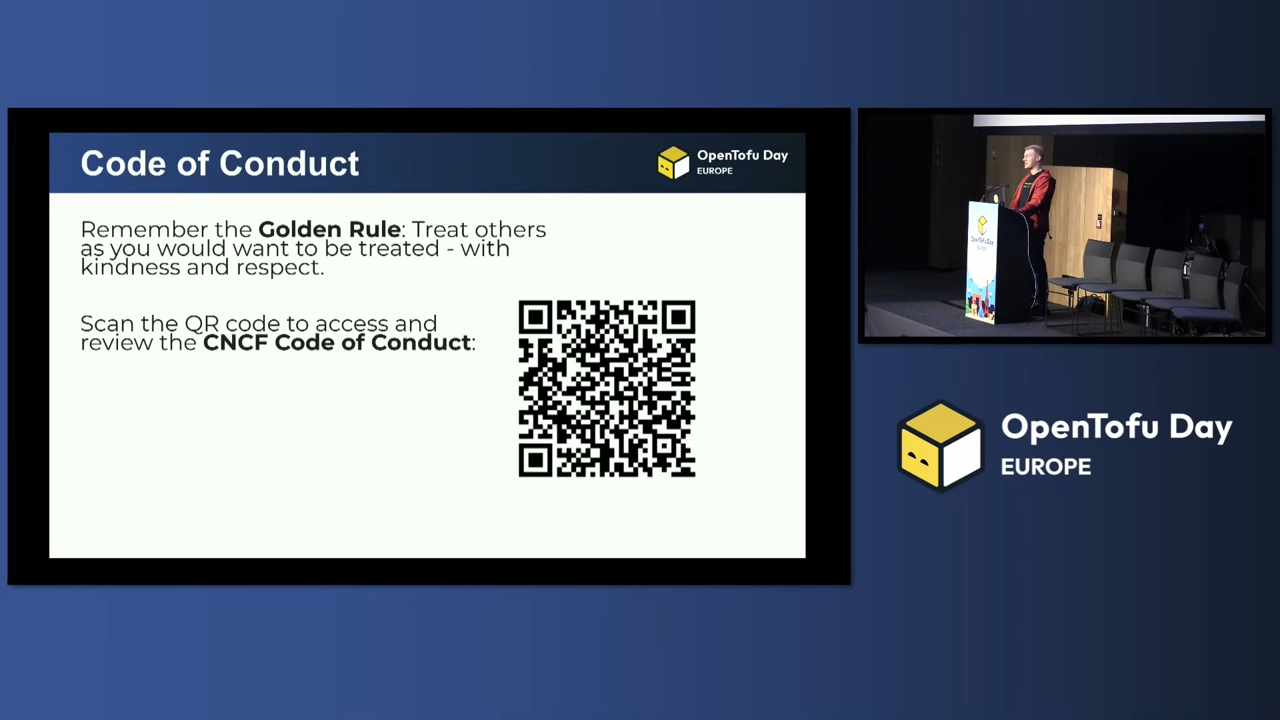 Code of Conduct
OpenTofu Day
EUROPE
Remember the Golden Rule: Treat others
as you would want to be treated - with
kindness and respect.
Scan the QR code to access and
review the CNCF Code of Conduct:
OpenTofu Day
OpenTofu Day
EUROPE